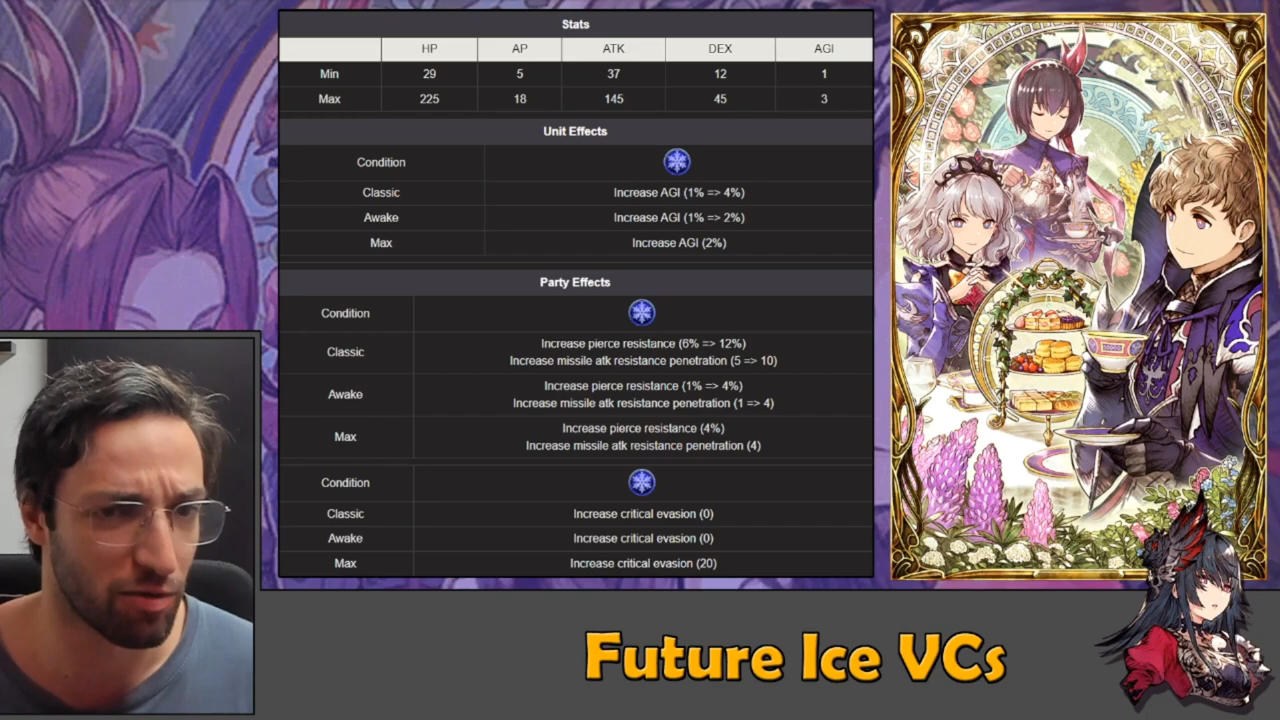 Stats
HP AP ATK DEX AGI
Min 29 5 37 12 1
Max 225 18 145 45 3
Unit Effects
Condition
Classic Increase AGI (1% => 4%)
Awake Increase AGI (1% => 2%)
Max Increase AGI (2%)
Party Effects
Condition
Classic Increase pierce resistance (6% => 12%)
Increase missile atk resistance penetration (5 => 10)
Awake Increase pierce resistance (1% => 4%)
Increase missile atk resistance penetration (1 => 4)
Max Increase pierce resistance (4%)
Increase missile atk resistance penetration (4)
Condition
Classic Increase critical evasion (0)
Awake Increase critical evasion (0)
Max Increase critical evasion (20)
Future Ice VCs